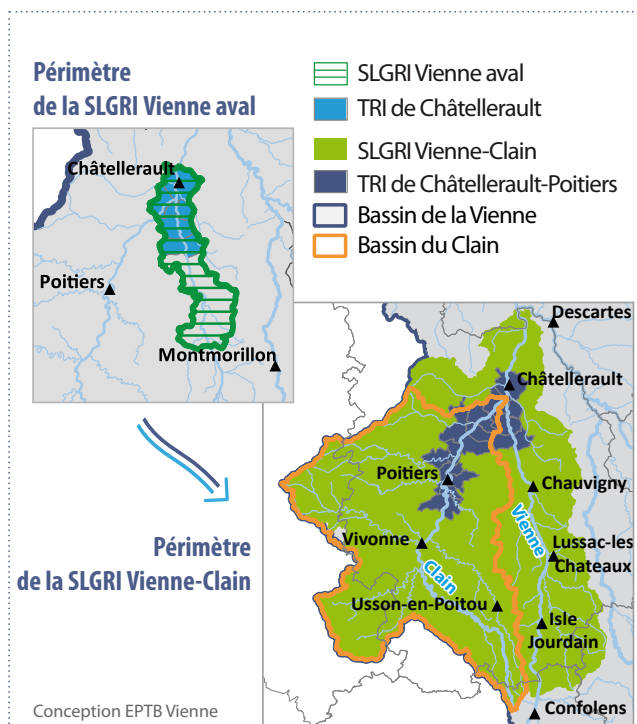 Périmètre
de la SLGRI Vienne aval
SLGRI Vienne aval
TRI de Châtellerault
SLGRI Vienne-Clain
TRI de Châtellerault-Poitiers
Bassin de la Vienne
Bassin du Clain
Châtellerault
Poitiers
Montmorillon
Descartes
Châtellerault
Poitiers
Chauvigny
Vienne
Vivonne
Lussac-les
Chateaux
Clain
Usson-en-Poitou
Isle
Jourdain
Confolens
Périmètre
de la SLGRI Vienne-Clain
Conception EPTB Vienne